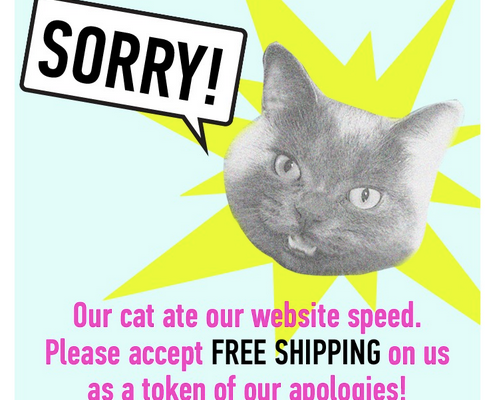 SORRY!
Our cat ate our website speed.
Please accept FREE SHIPPING on us
as a token of our apologies!